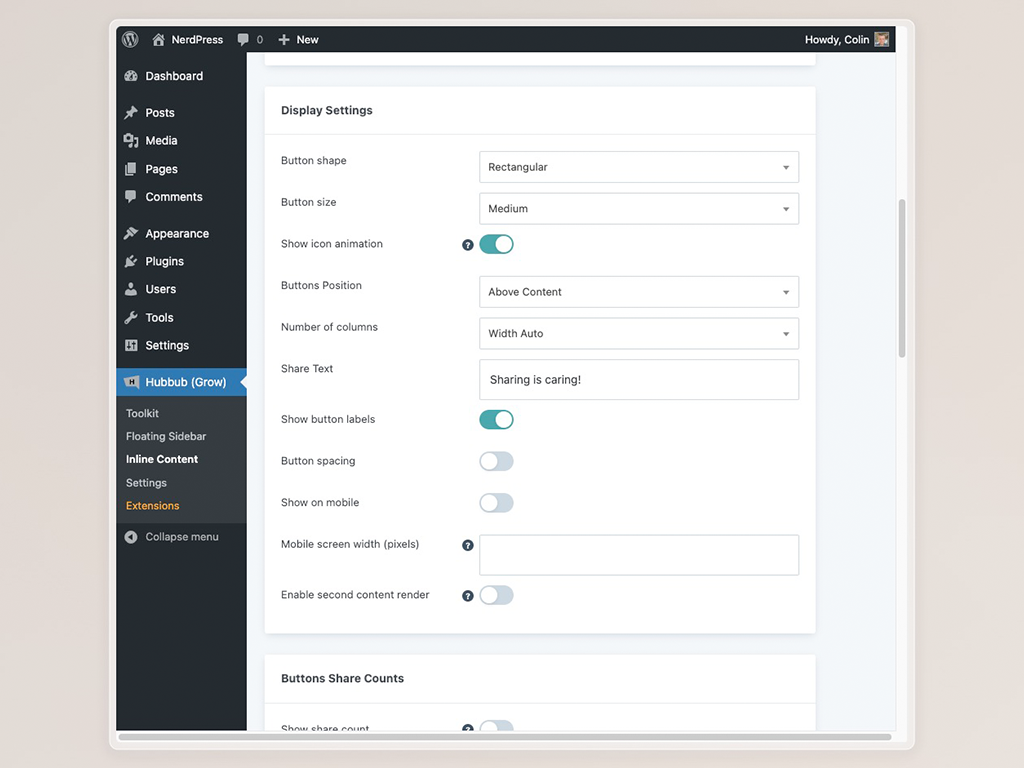 NerdPress 0 New Howdy, Colin
Dashboard
Posts
Media
Pages
Comments
Appearance
Plugins
Users
Tools
Settings
H Hubbub (Grow)
Toolkit
Floating Sidebar
Inline Content
Settings
Extensions
Collapse menu
Display Settings
Button shape Rectangular
Button size Medium
Show icon animation ?
Buttons Position Above Content
Number of columns Width Auto
Share Text Sharing is caring!
Show button labels
Button spacing
Show on mobile
Mobile screen width (pixels) ?
Enable second content render ?
Buttons Share Counts
Show share count ?